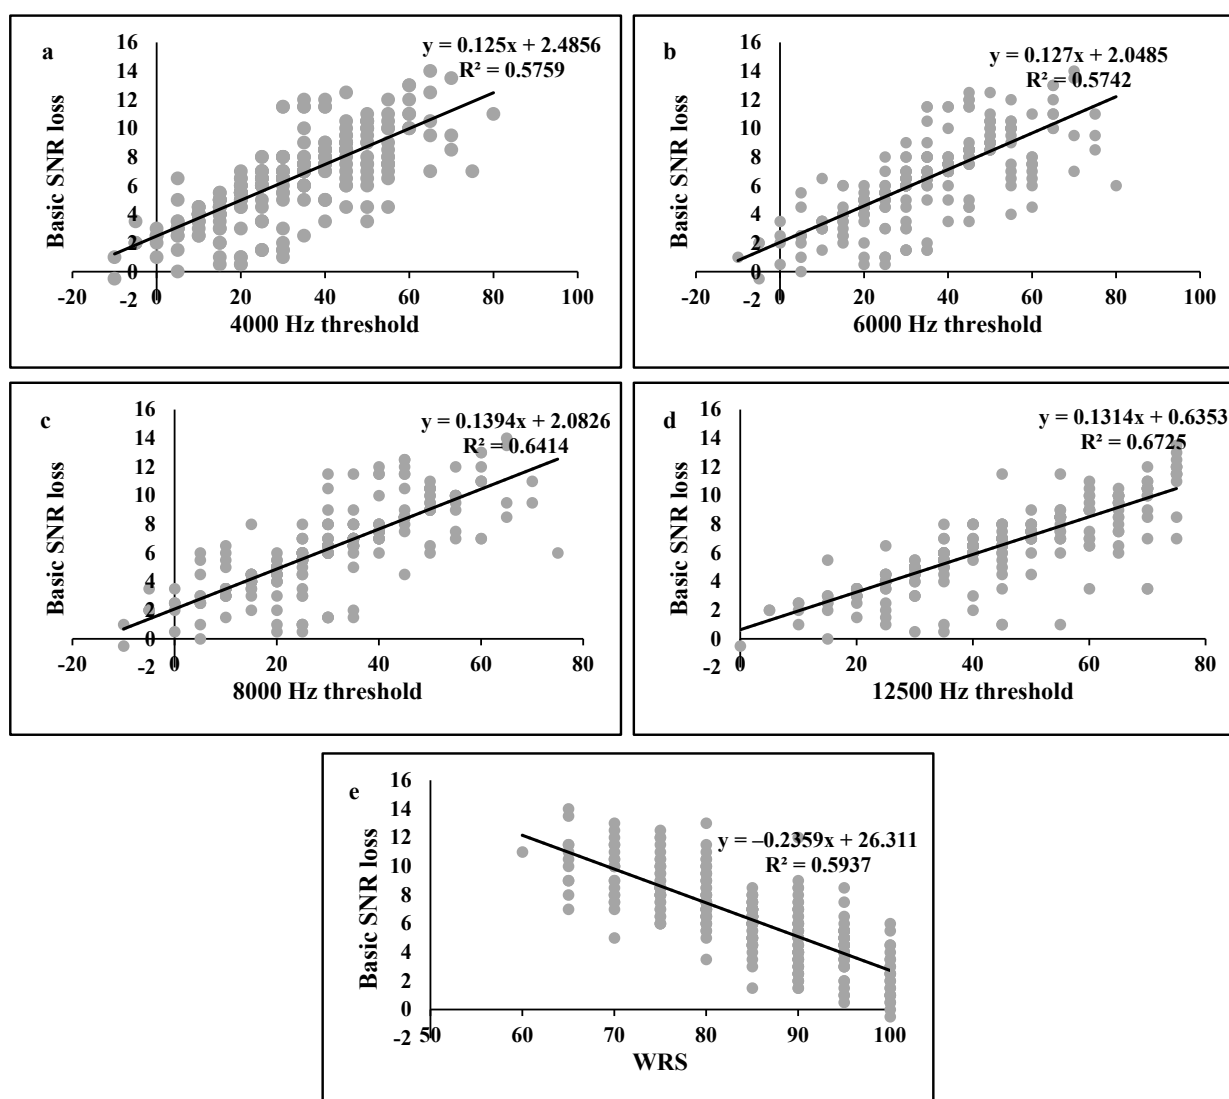 a
y = 0.125x + 2.4856
R² = 0.5759
Basic SNR loss
16
14
12
10
8
6
4
2
0
-2
-20 0 20 40 60 80 100
4000 Hz threshold
b
y = 0.127x + 2.0485
R² = 0.5742
Basic SNR loss
16
14
12
10
8
6
4
2
0
-2
-20 0 20 40 60 80 100
6000 Hz threshold
c
y = 0.1394x + 2.0826
R² = 0.6414
Basic SNR loss
16
14
12
10
8
6
4
2
0
-2
-20 0 20 40 60 80
8000 Hz threshold
d
y = 0.1314x + 0.6353
R² = 0.6725
Basic SNR loss
16
14
12
10
8
6
4
2
0
-2
0 20 40 60 80
12500 Hz threshold
e
y = –0.2359x + 26.311
R² = 0.5937
Basic SNR loss
16
14
12
10
8
6
4
2
0
-2
50 60 70 80 90 100
WRS